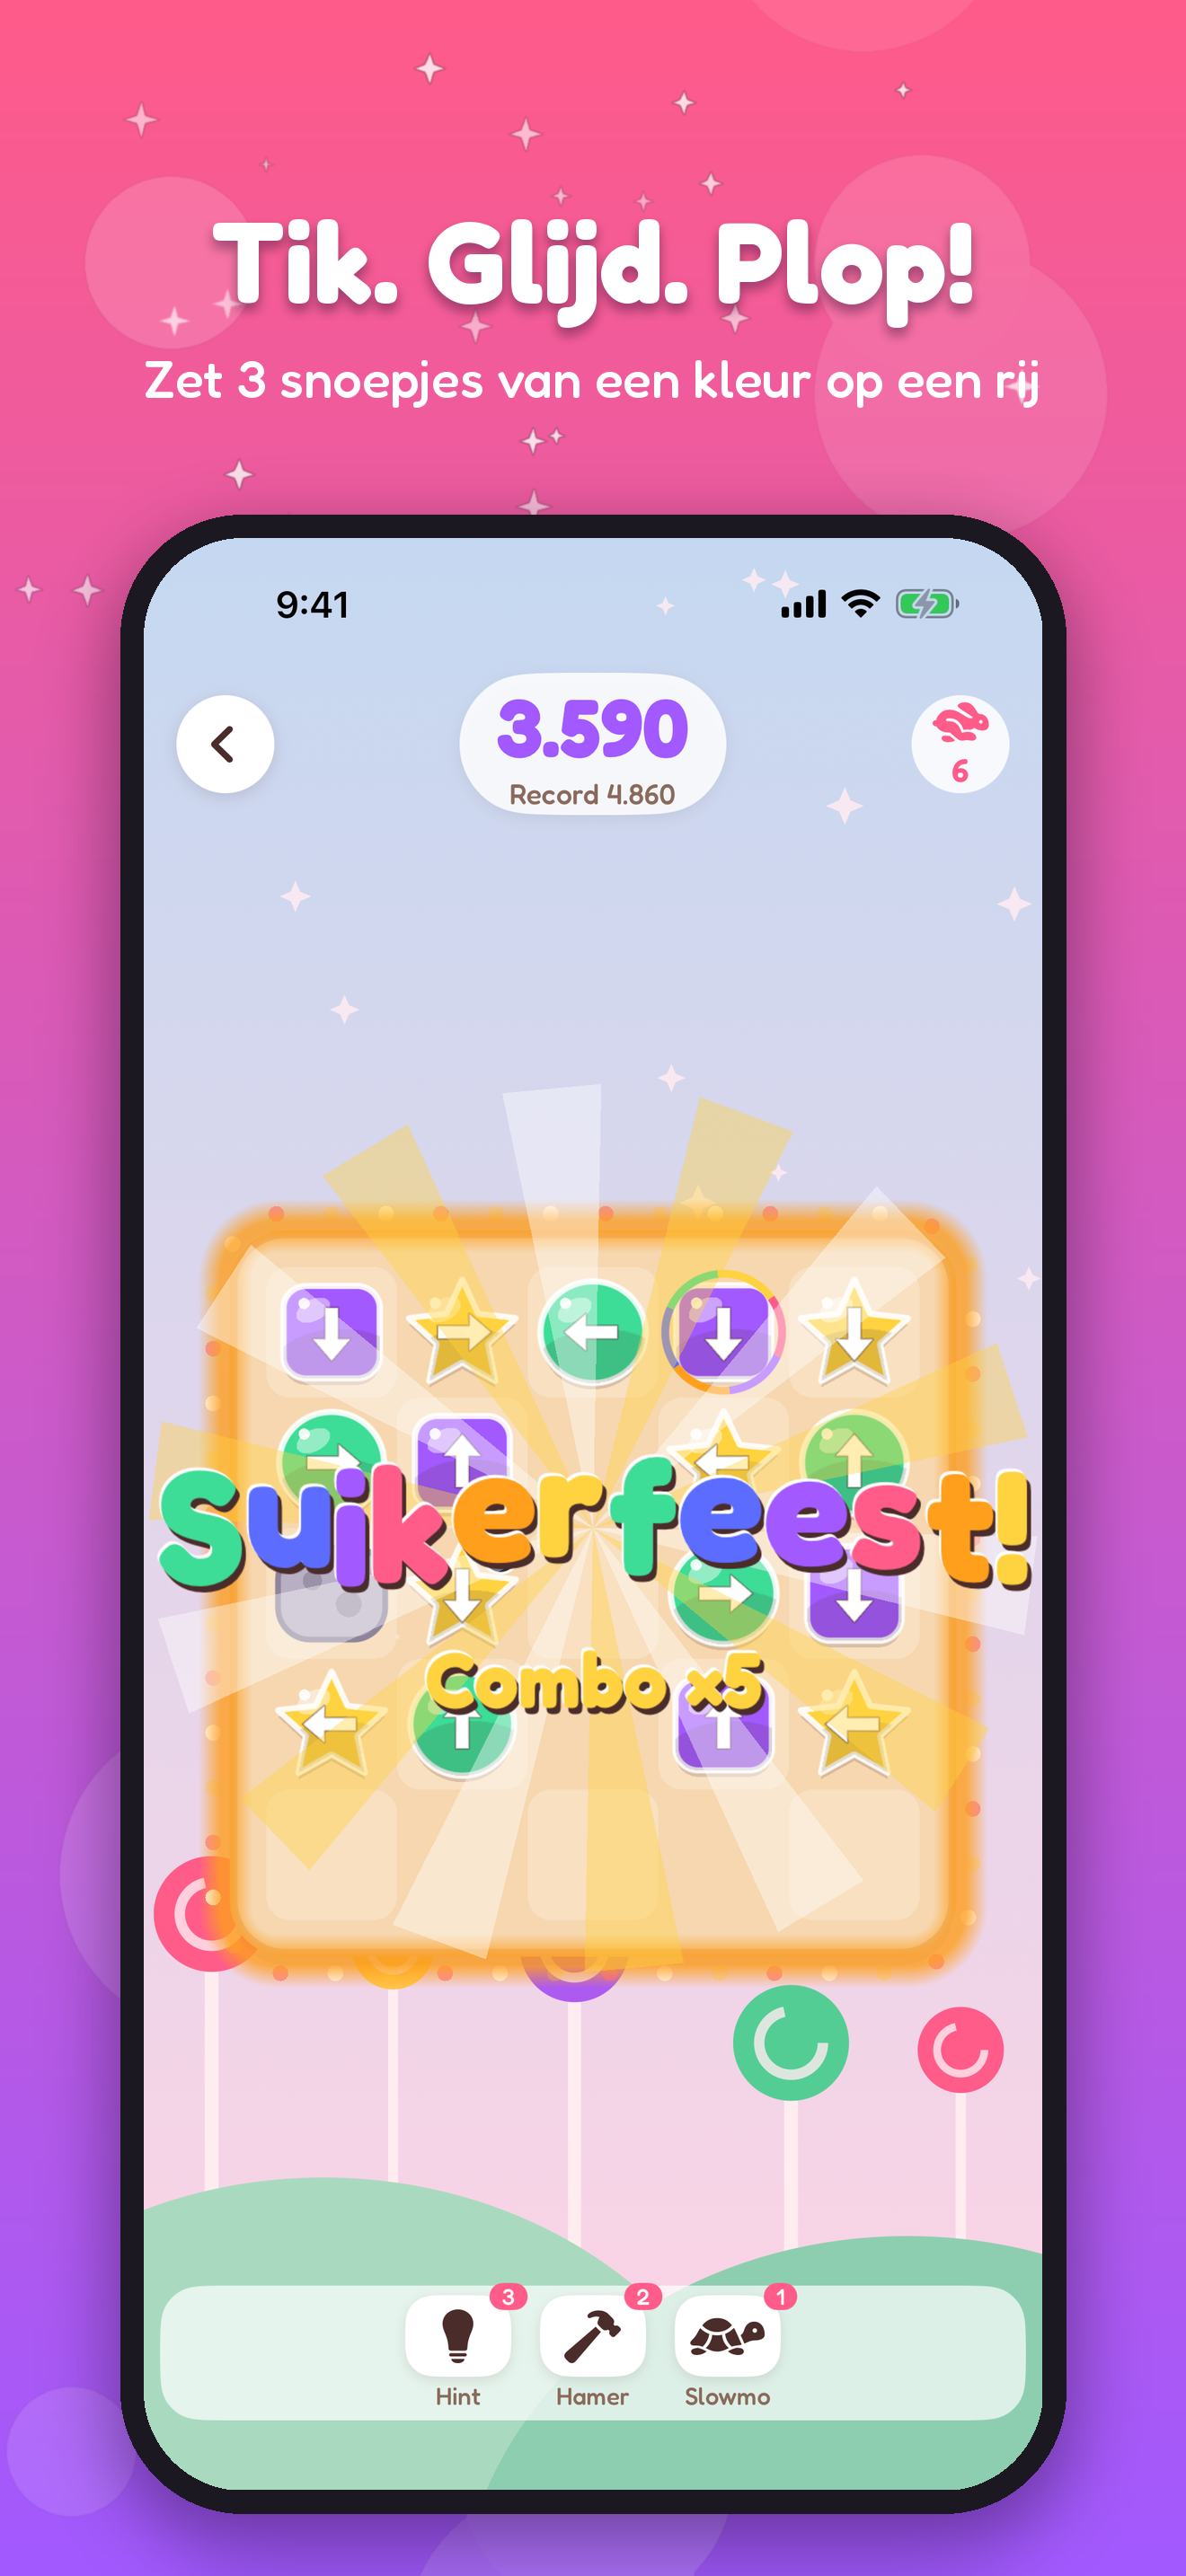 Tik. Glijd. Plop!
Zet 3 snoepjes van een kleur op een rij
9:41
3.590
Record 4.860
6
Suikerfeest!
Combo x5
3
2
1
Hint
Hamer
Slowmo